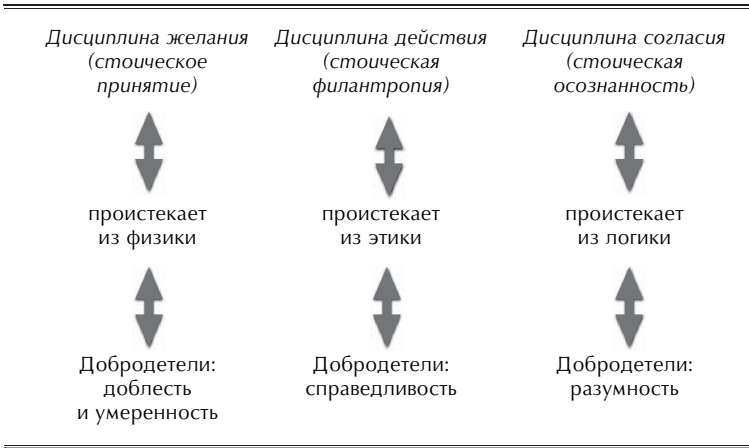 Дисциплина желания
(стоическое
принятие)
Дисциплина действия
(стоическая
филантропия)
Дисциплина согласия
(стоическая
осознанность)
проистекает
из физики
проистекает
из этики
проистекает
из логики
Добродетели:
доблесть
и умеренность
Добродетели:
справедливость
Добродетели:
разумность